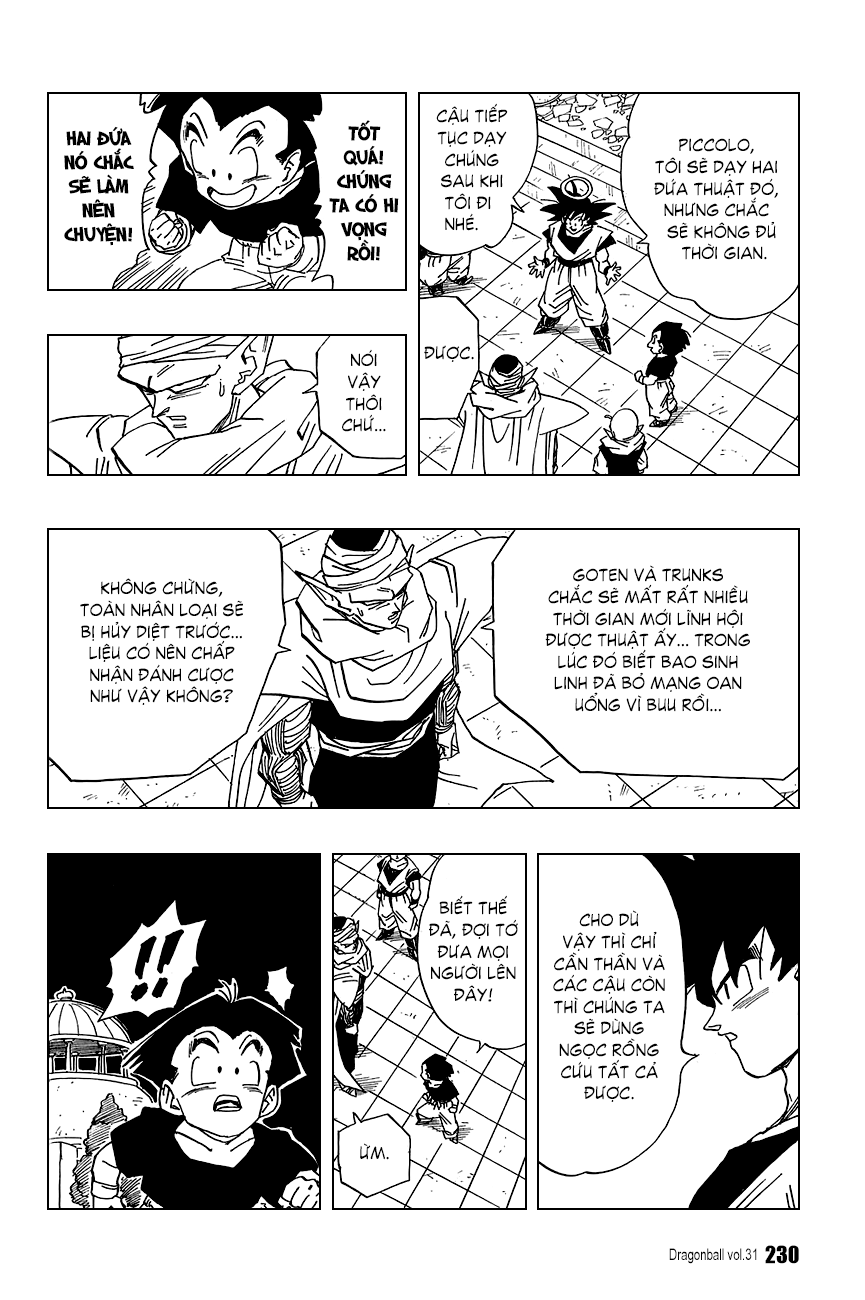 PICCOLO,
TÔI SẼ DẠY HAI
ĐỨA THUẬT ĐÓ,
NHƯNG CHẮC
SẼ KHÔNG ĐỦ
THỜI GIAN.
CẬU TIẾP
TỤC DẠY
CHÚNG
SAU KHI
TÔI ĐI
NHÉ.
ĐƯỢC.
TỐT
QUÁ!
CHÚNG
TA CÓ HI
VỌNG
RỒI!
HAI ĐỨA
NÓ CHẮC
SẼ LÀM
NÊN
CHUYỆN!
NÓI
VẬY
THÔI
CHỨ...
GOTEN VÀ TRUNKS
CHẮC SẼ MẤT RẤT NHIỀU
THỜI GIAN MỚI LĨNH HỘI
ĐƯỢC THUẬT ẤY... TRONG
LÚC ĐÓ BIẾT BAO SINH
LINH ĐÃ BỎ MẠNG OAN
UỔNG VÌ BUU RỒI...
KHÔNG CHỪNG,
TOÀN NHÂN LOẠI SẼ
BỊ HỦY DIỆT TRƯỚC...
LIỆU CÓ NÊN CHẤP
NHẬN ĐÁNH CƯỢC
NHƯ VẬY KHÔNG?
CHO DÙ
VẬY THÌ CHỈ
CẦN THẦN VÀ
CÁC CẬU CÒN
THÌ CHÚNG TA
SẼ DÙNG
NGỌC RỒNG
CỨU TẤT CẢ
ĐƯỢC.
BIẾT THẾ
ĐÃ, ĐỢI TỚ
ĐƯA MỌI
NGƯỜI LÊN
ĐÂY!
ỪM.
!!
Dragonball vol.31 230